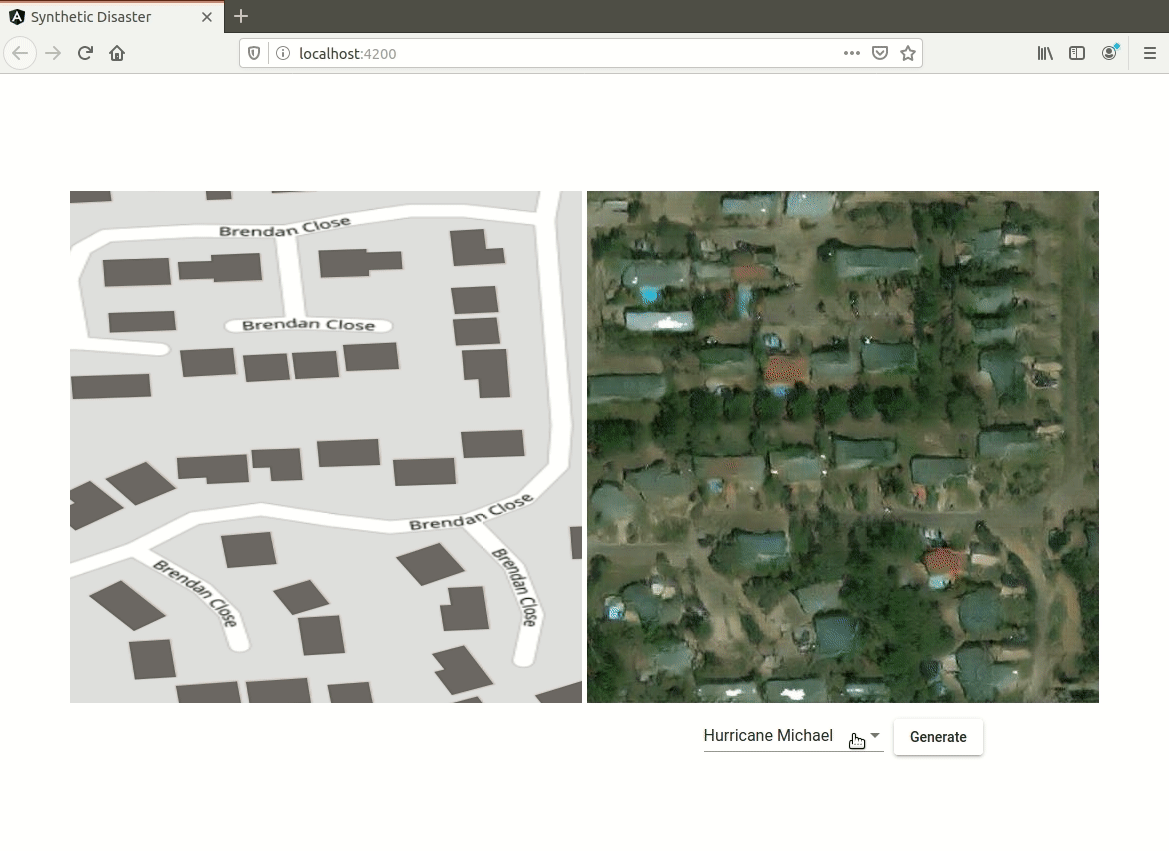 Synthetic Disaster
localhost:4200
Brendan Close
Brendan Close
Brendan Close
Brendan Close
Brendan Close
Hurricane Michael
Generate